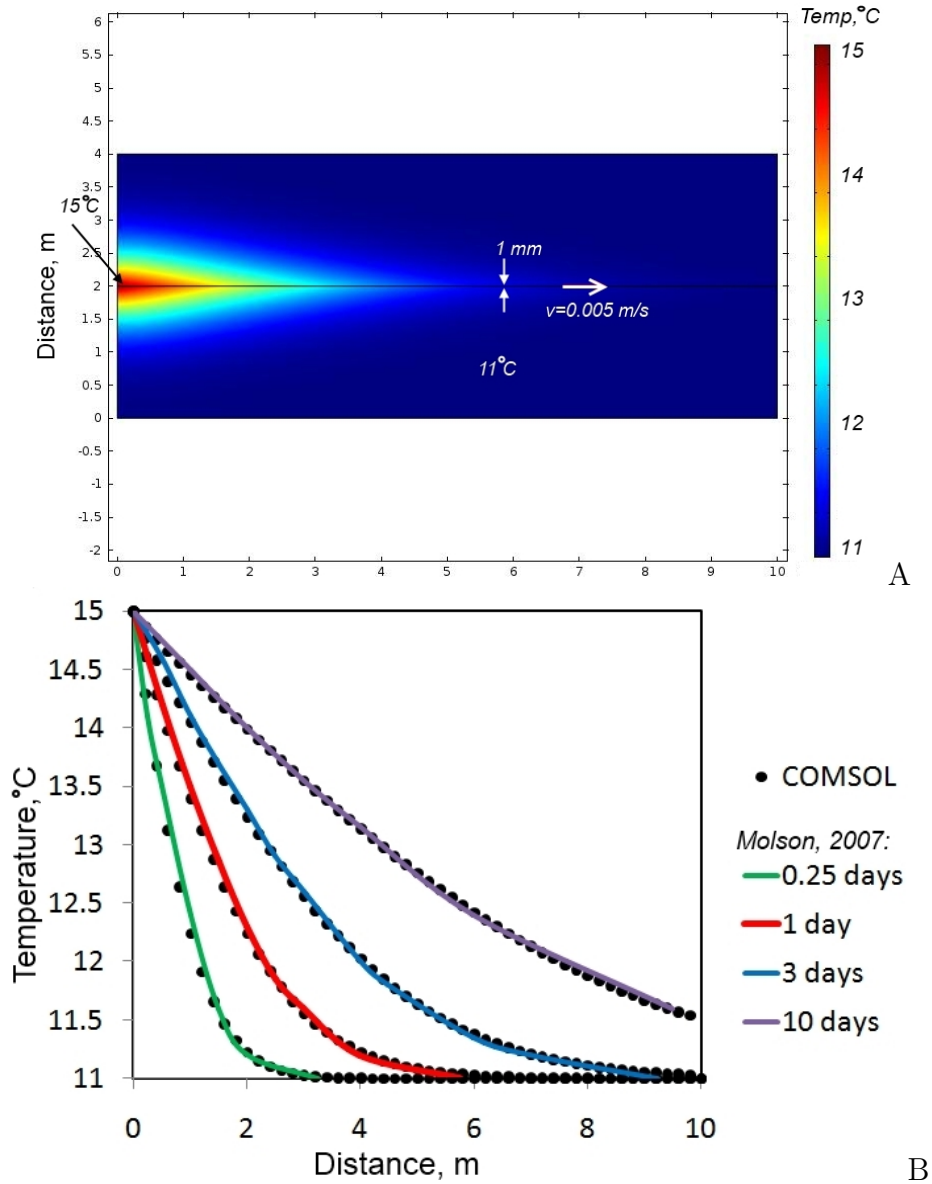 Temp,°C
6
5.5
5
4.5
4
3.5
3
2.5
2
1.5
1
0.5
0
-0.5
-1
-1.5
-2
Distance, m
15°C
1 mm
v=0.005 m/s
11°C
15
14
13
12
11
0 1 2 3 4 5 6 7 8 9 10
A
15
14.5
14
13.5
13
12.5
12
11.5
11
Temperature,°C
0 2 4 6 8 10
Distance, m
COMSOL
Molson, 2007:
0.25 days
1 day
3 days
10 days
B